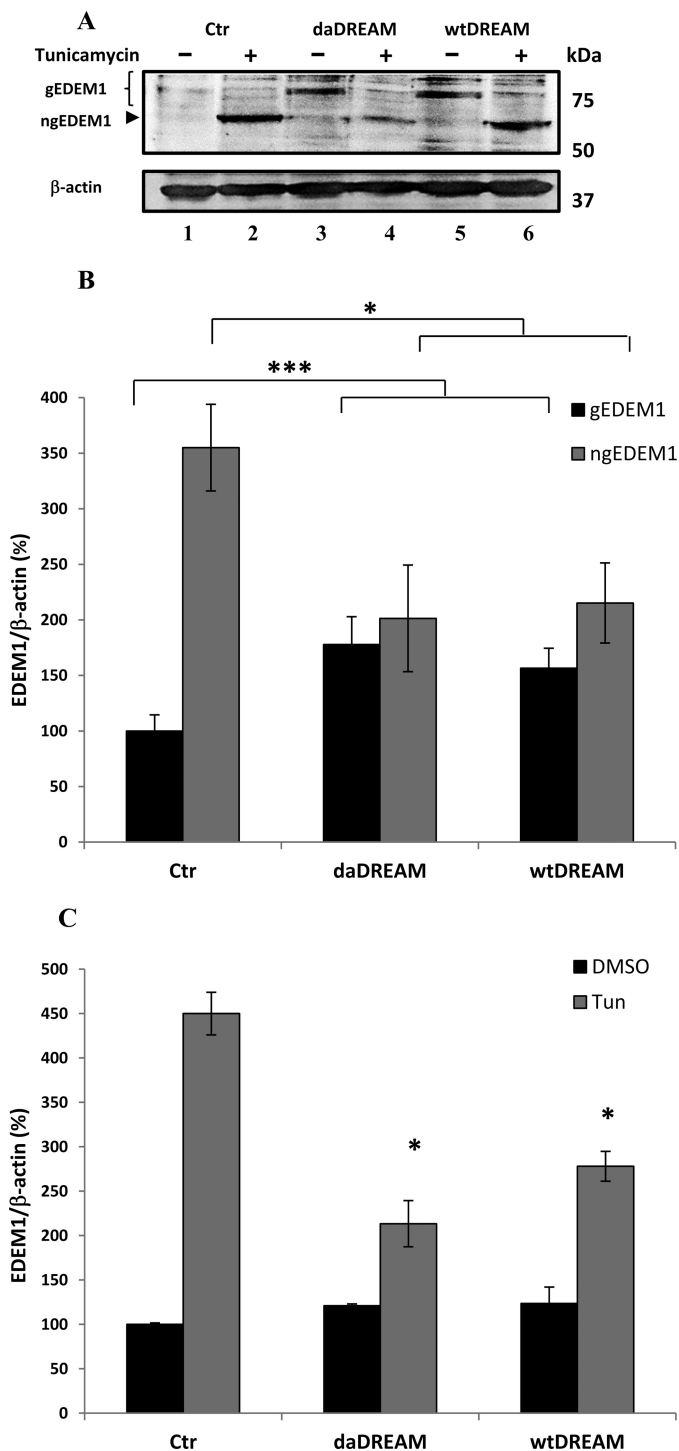 A
Ctr daDREAM wtDREAM
Tunicamycin − + − + − + kDa
gEDEM1
75
ngEDEM1
50
β-actin
37
1 2 3 4 5 6
B
*
***
400
350
300
250
200
150
100
50
0
EDEM1/β-actin (%)
gEDEM1
ngEDEM1
Ctr daDREAM wtDREAM
C
500
450
400
350
300
250
200
150
100
50
0
EDEM1/β-actin (%)
DMSO
Tun
* *
Ctr daDREAM wtDREAM